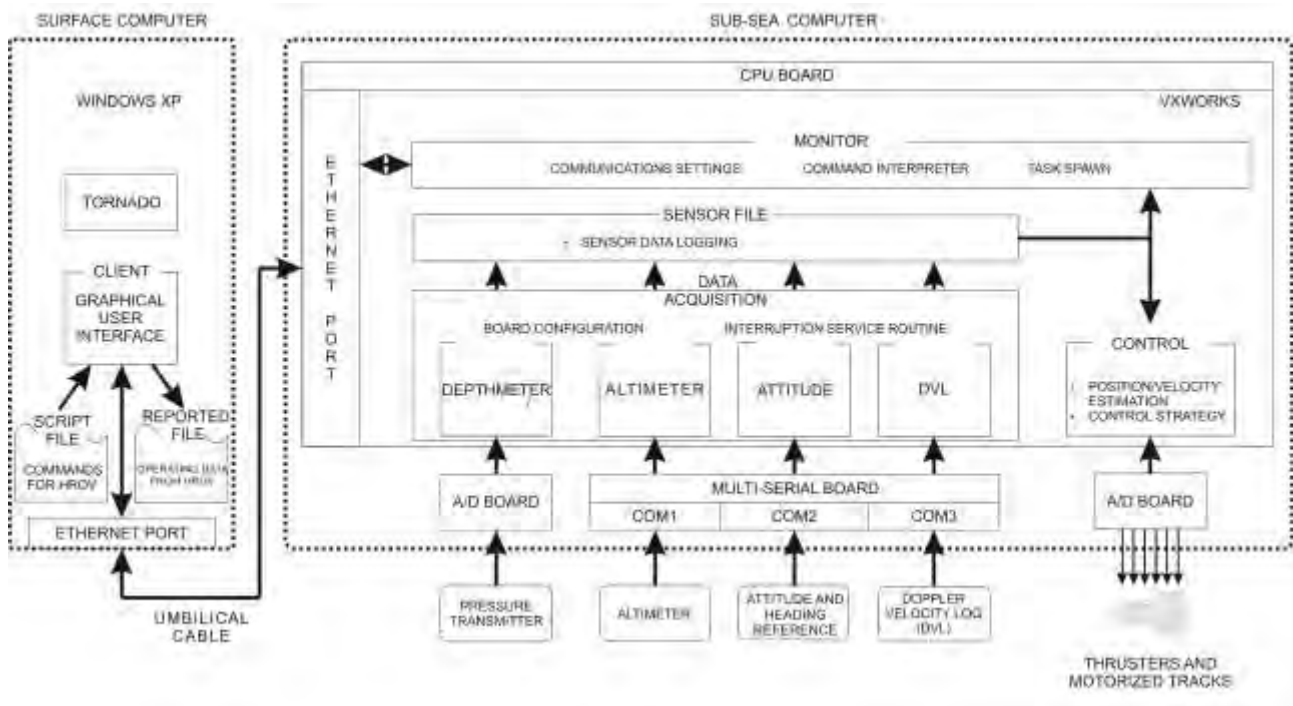 SURFACE COMPUTER
SUB-SEA COMPUTER
CPU BOARD
WINDOWS XP
VXWORKS
MONITOR
COMMUNICATIONS SETTINGS COMMAND INTERPRETER TASK SPAWN
ETHERNET PORT
TORNADO
SENSOR FILE
SENSOR DATA LOGGING
CLIENT
GRAPHICAL
USER
INTERFACE
DATA
ACQUISITION
BOARD CONFIGURATION INTERRUPTION SERVICE ROUTINE
DEPTHMETER
ALTIMETER
ATTITUDE
DVL
CONTROL
POSITION/VELOCITY
ESTIMATION
• CONTROL STRATEGY
SCRIPT
FILE
COMMANDS
FOR HROV
REPORTED
FILE
OPERATING DATA
FROM HROV
ETHERNET PORT
A/D BOARD
MULTI-SERIAL BOARD
COM1
COM2
COM3
A/D BOARD
UMBILICAL
CABLE
PRESSURE
TRANSMITTER
ALTIMETER
ATTITUDE AND
HEADING
REFERENCE
DOPPLER
VELOCITY LOG
(DVL)
THRUSTERS AND
MOTORIZED TRACKS